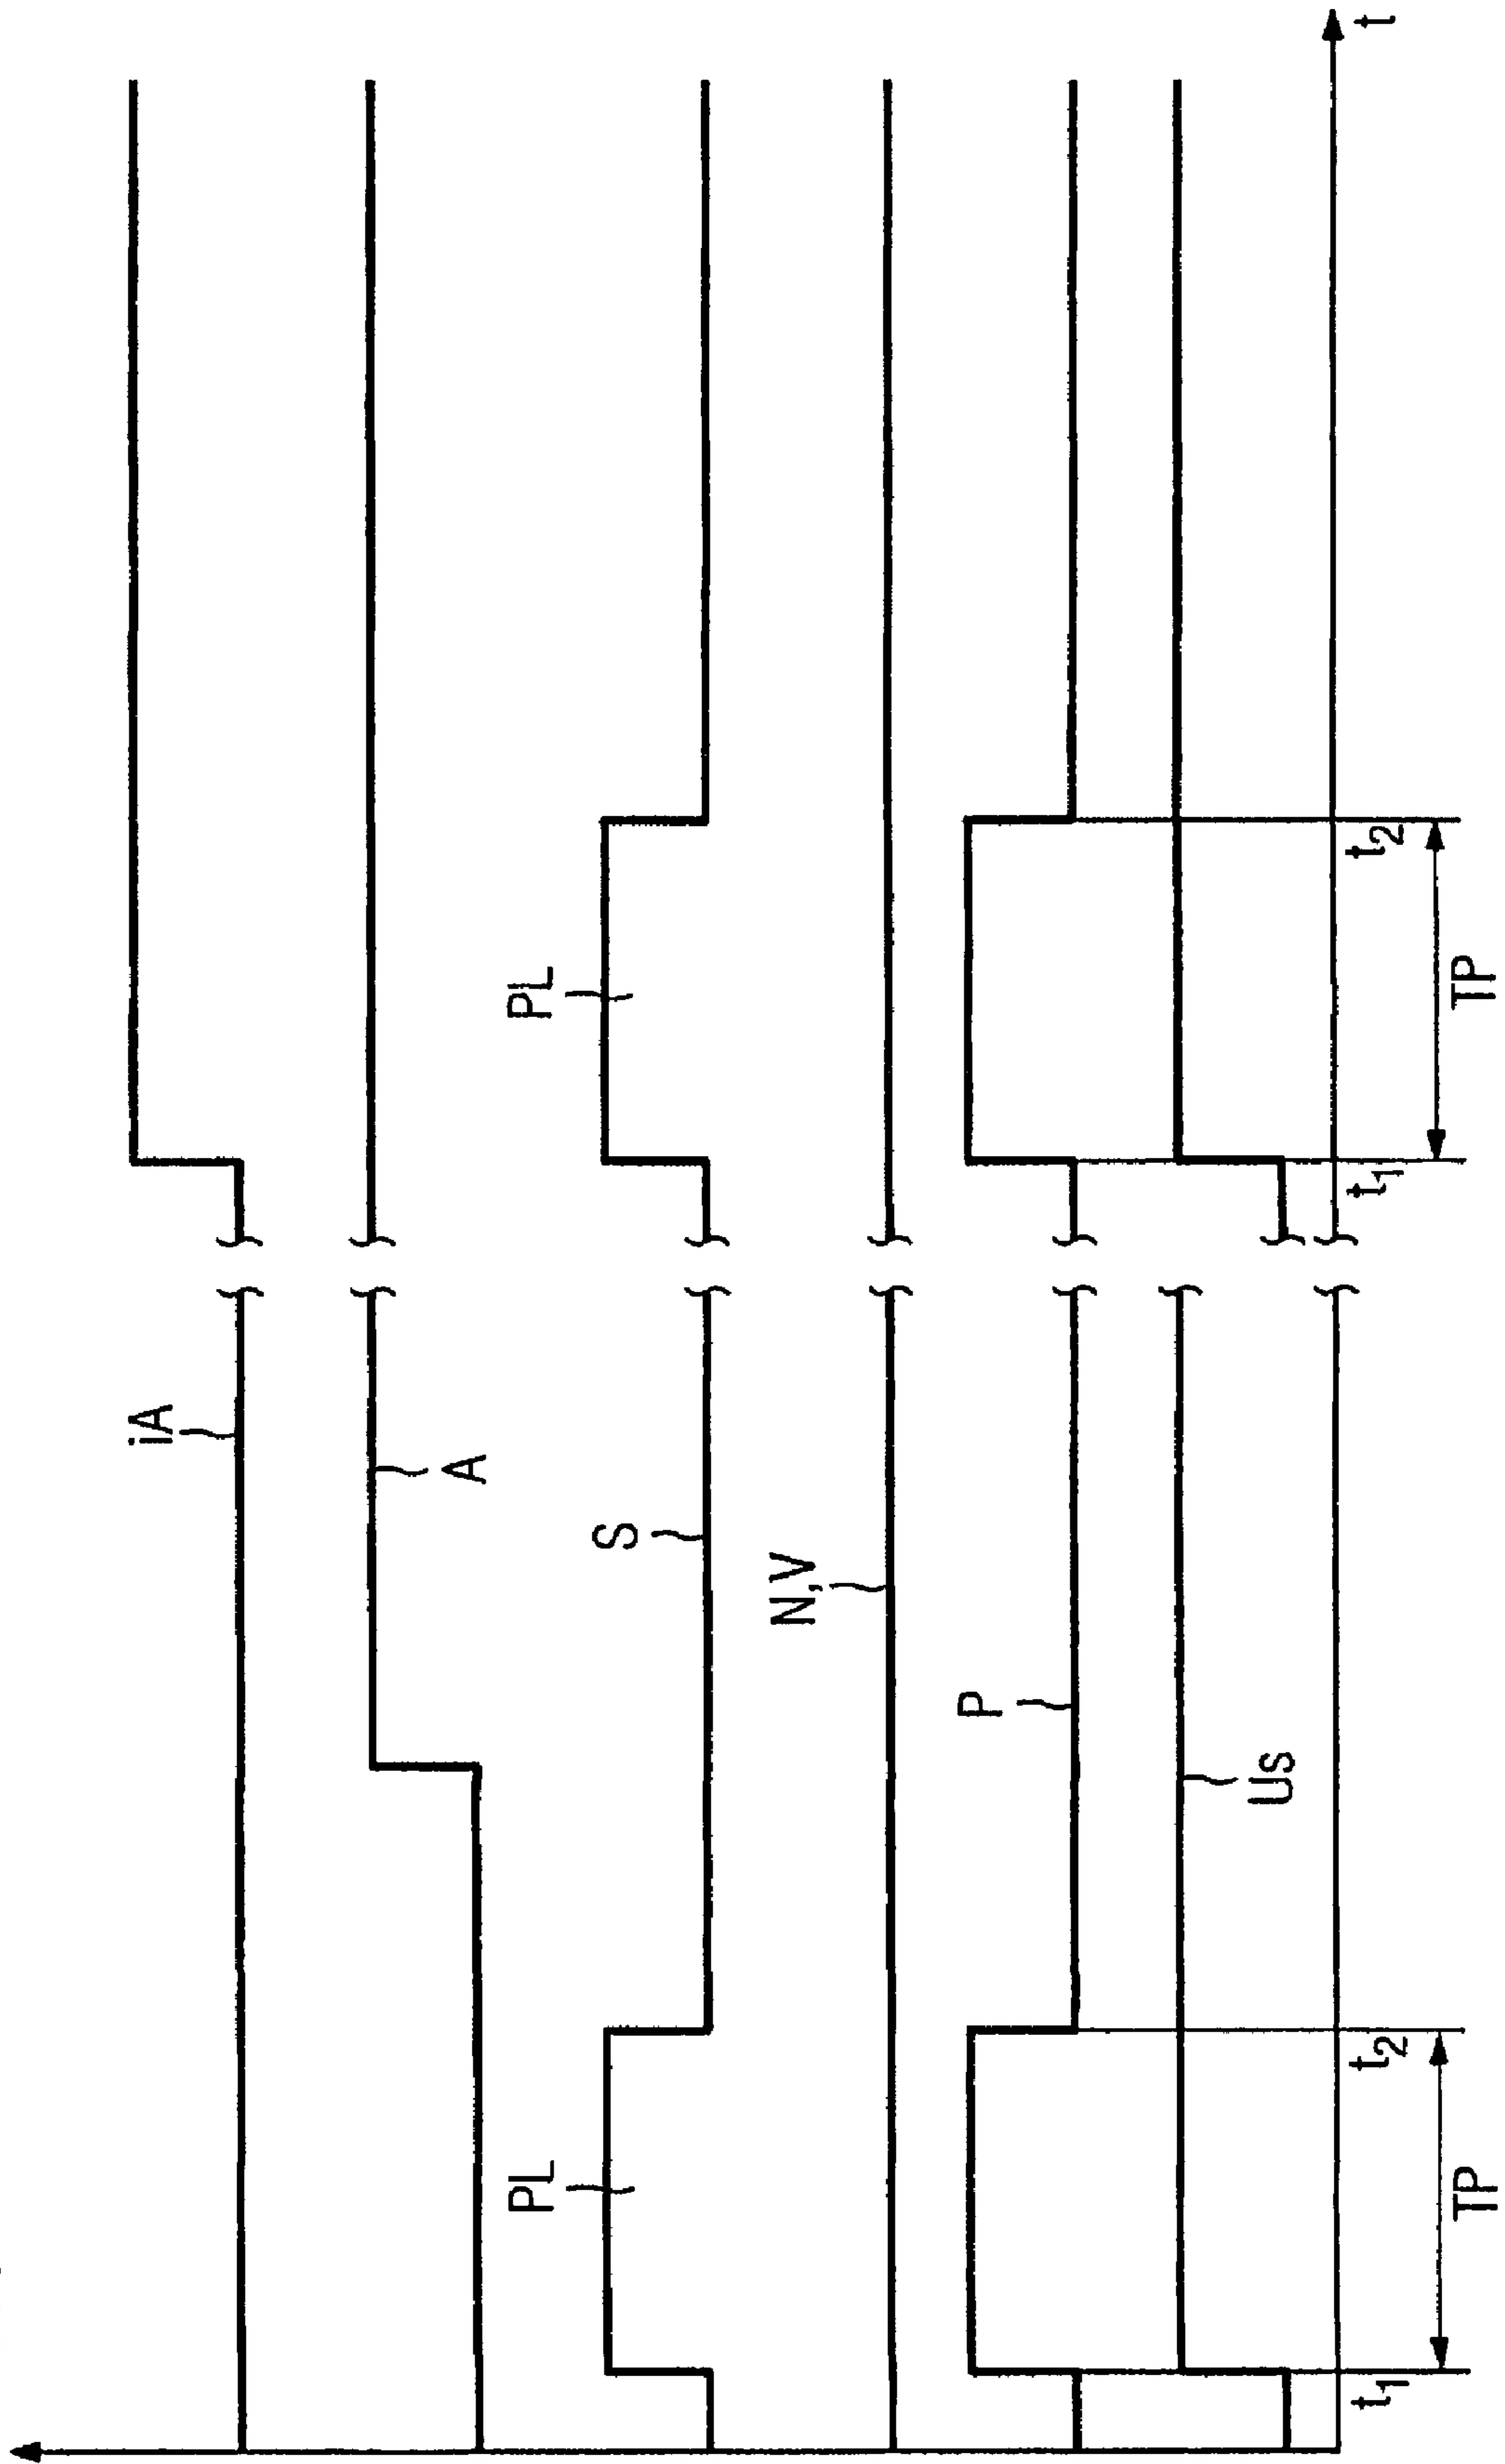 iA
A
PL PL
S
N,V
P
Us
t₁ t₂ t₁ t₂ t
TP TP